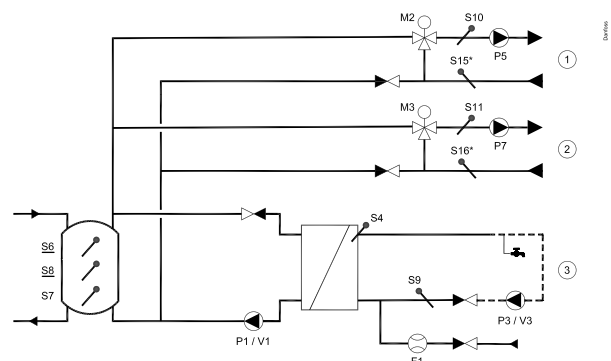 M2
S10
P5
S15*
1
M3
S11
P7
S16*
2
S6
S8
S7
S4
S9
3
P1 / V1
P3 / V3
F1
Danfoss